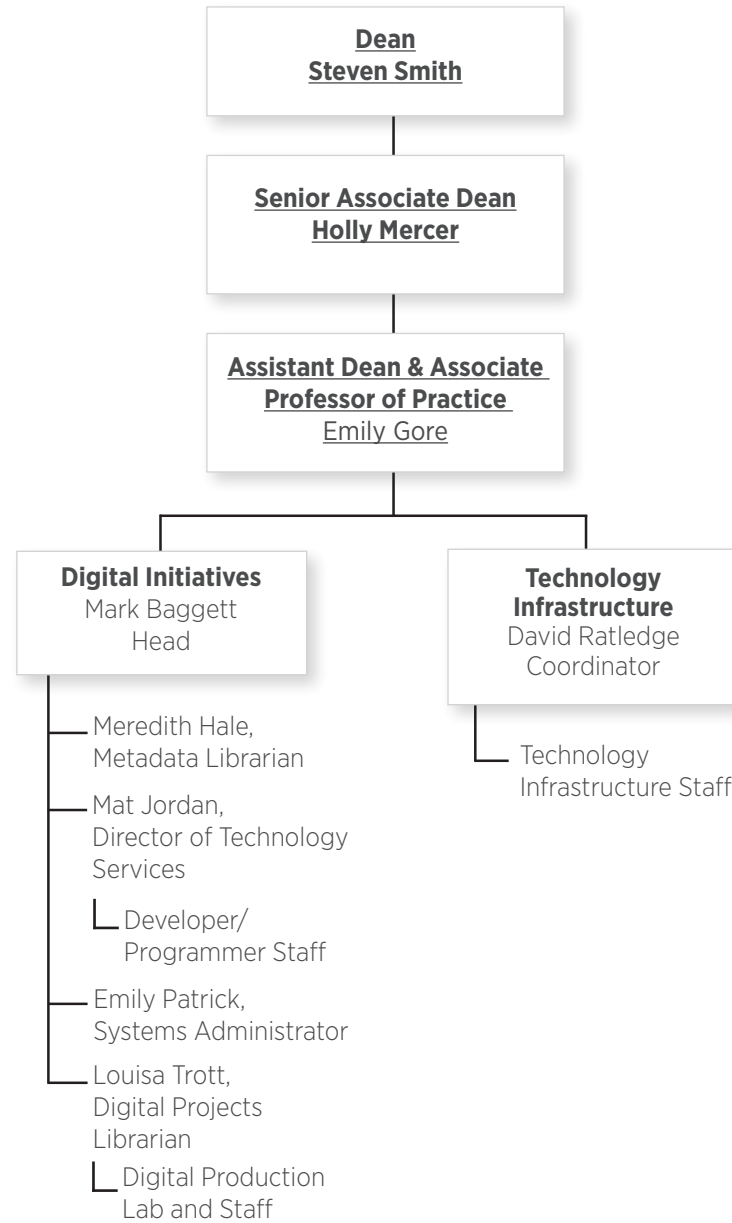 Dean
Steven Smith
Senior Associate Dean
Holly Mercer
Assistant Dean & Associate
Professor of Practice
Emily Gore
Digital Initiatives
Mark Baggett
Head
Technology
Infrastructure
David Ratledge
Coordinator
Meredith Hale,
Metadata Librarian
Mat Jordan,
Director of Technology
Services
Developer/
Programmer Staff
Emily Patrick,
Systems Administrator
Louisa Trott,
Digital Projects
Librarian
Digital Production
Lab and Staff
Technology
Infrastructure Staff